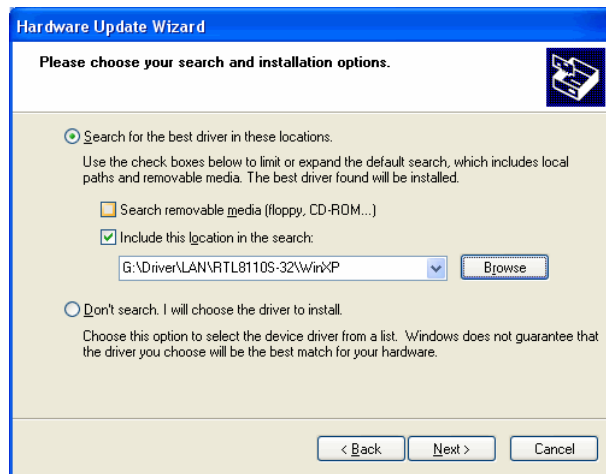 Hardware Update Wizard
Please choose your search and installation options.
Search for the best driver in these locations.
Use the check boxes below to limit or expand the default search, which includes local
paths and removable media. The best driver found will be installed.
Search removable media (floppy, CD-ROM...)
Include this location in the search:
G:\Driver\LAN\RTL8110S-32\WinXP
Browse
Don't search. I will choose the driver to install.
Choose this option to select the device driver from a list. Windows does not guarantee that
the driver you choose will be the best match for your hardware.
< Back
Next >
Cancel